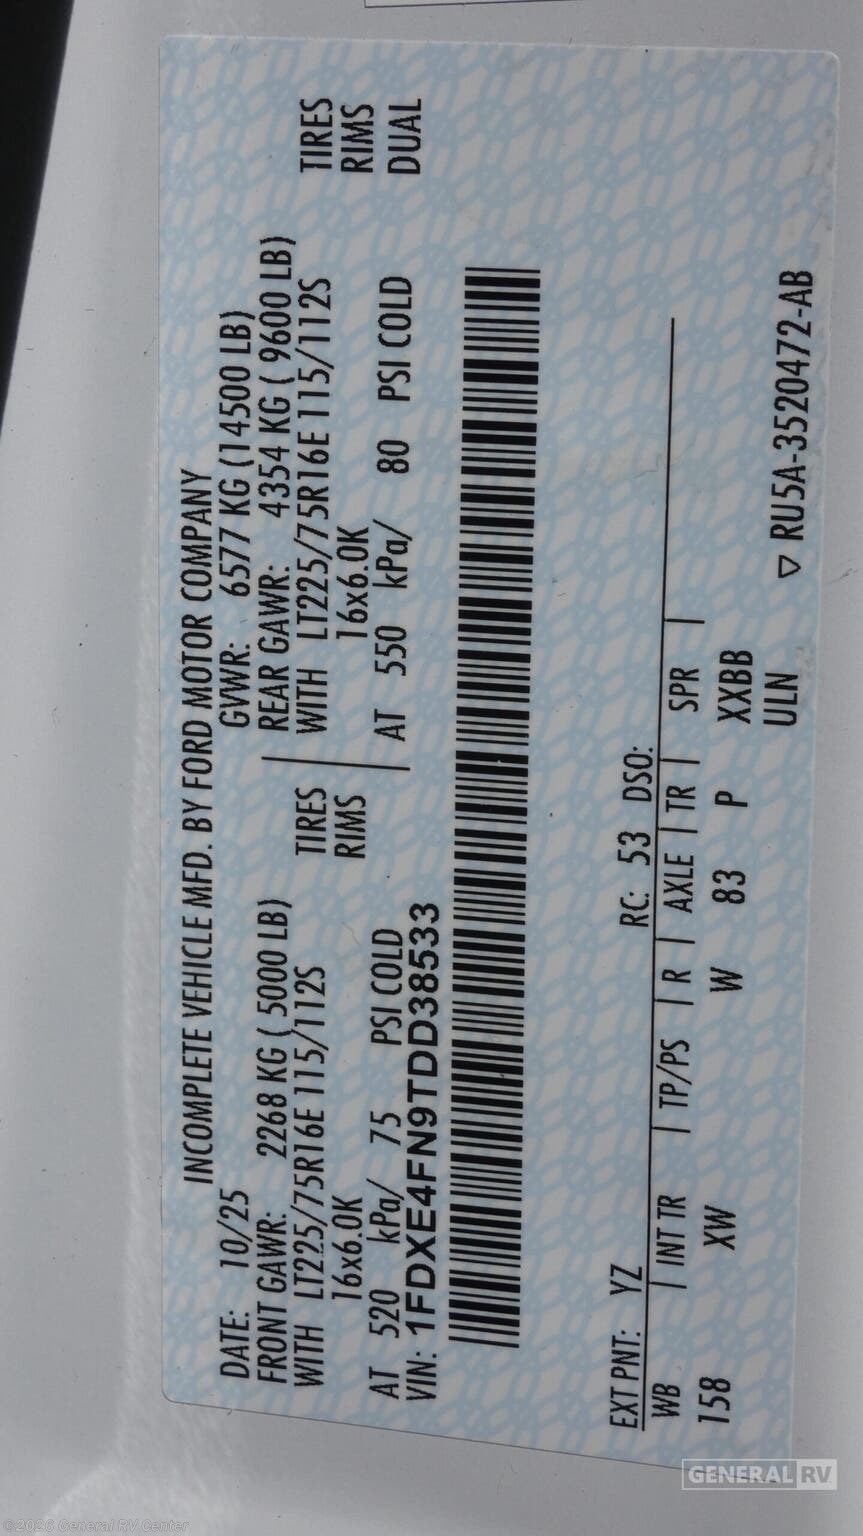 INCOMPLETE VEHICLE MFD. BY FORD MOTOR COMPANY
DATE: 10/25 GVWR: 6577 KG (14500 LB)
FRONT GAWR: 2268 KG ( 5000 LB) REAR GAWR: 4354 KG ( 9600 LB)
WITH LT225/75R16E 115/112S TIRES WITH LT225/75R16E 115/112S TIRES
16x6.0K RIMS 16x6.0K RIMS
AT 520 kPa/ 75 PSI COLD AT 550 kPa/ 80 PSI COLD DUAL
VIN: 1FDXE4FN9TDD38533
EXT PNT: YZ RC: 53 DSO:
WB | INT TR | TP/PS | R | AXLE | TR | SPR |
158 XW W 83 P XXBB
ULN
▽ RU5A-3520472-AB
GENERAL RV
©2026 General RV Center